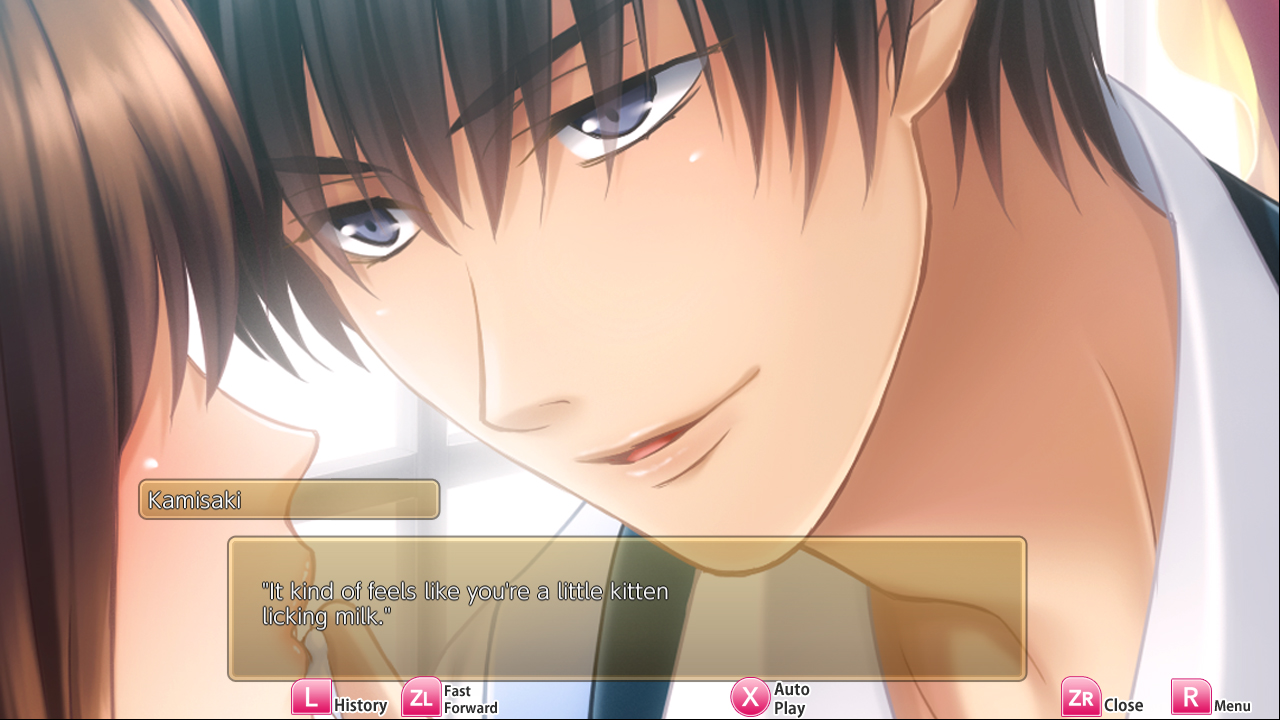 Kamisaki
"It kind of feels like you're a little kitten
licking milk."
L History
ZL Fast
Forward
X Auto
Play
ZR Close
R Menu